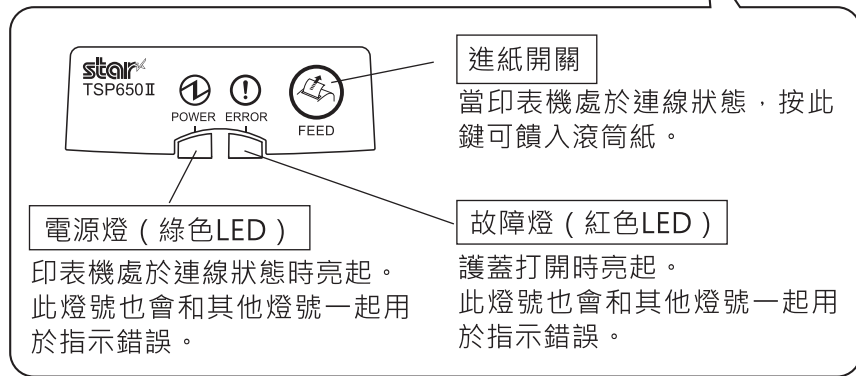 star
TSP650Ⅱ
POWER ERROR
FEED
進紙開關
當印表機處於連線狀態，按此
鍵可饋入滾筒紙。
電源燈（綠色LED）
印表機處於連線狀態時亮起。
此燈號也會和其他燈號一起用
於指示錯誤。
故障燈（紅色LED）
護蓋打開時亮起。
此燈號也會和其他燈號一起用
於指示錯誤。